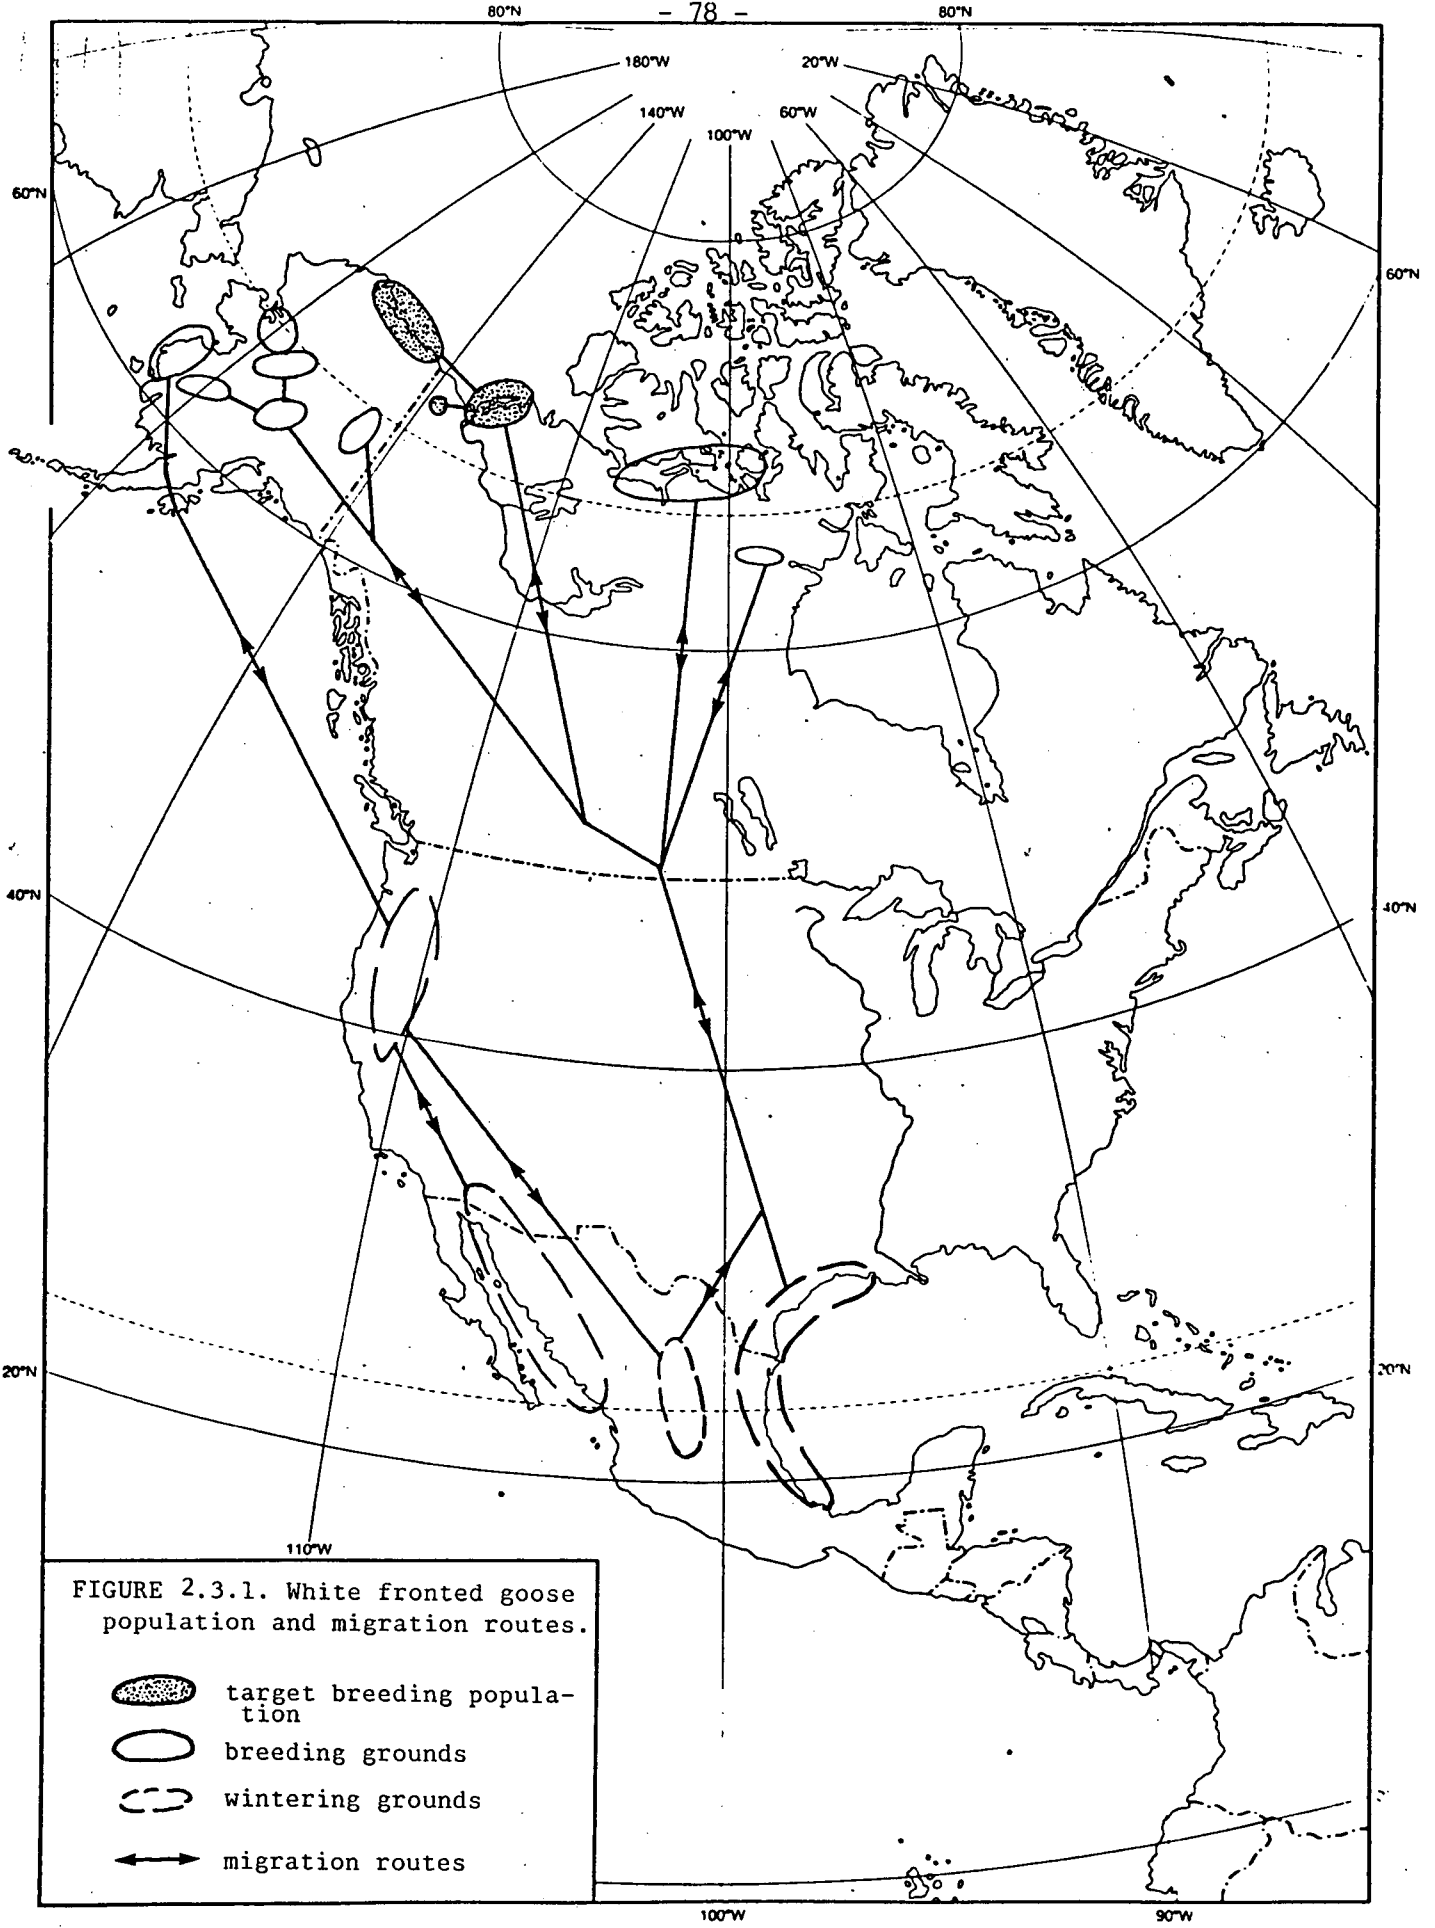 80°N
- 78 -
80°N
180°W
20°W
140°W
60°W
100°W
60°N
60°N
40°N
40°N
20°N
20°N
110°W
FIGURE 2.3.1. White fronted goose
population and migration routes.
target breeding popula-
tion
breeding grounds
wintering grounds
migration routes
100°W
90°W